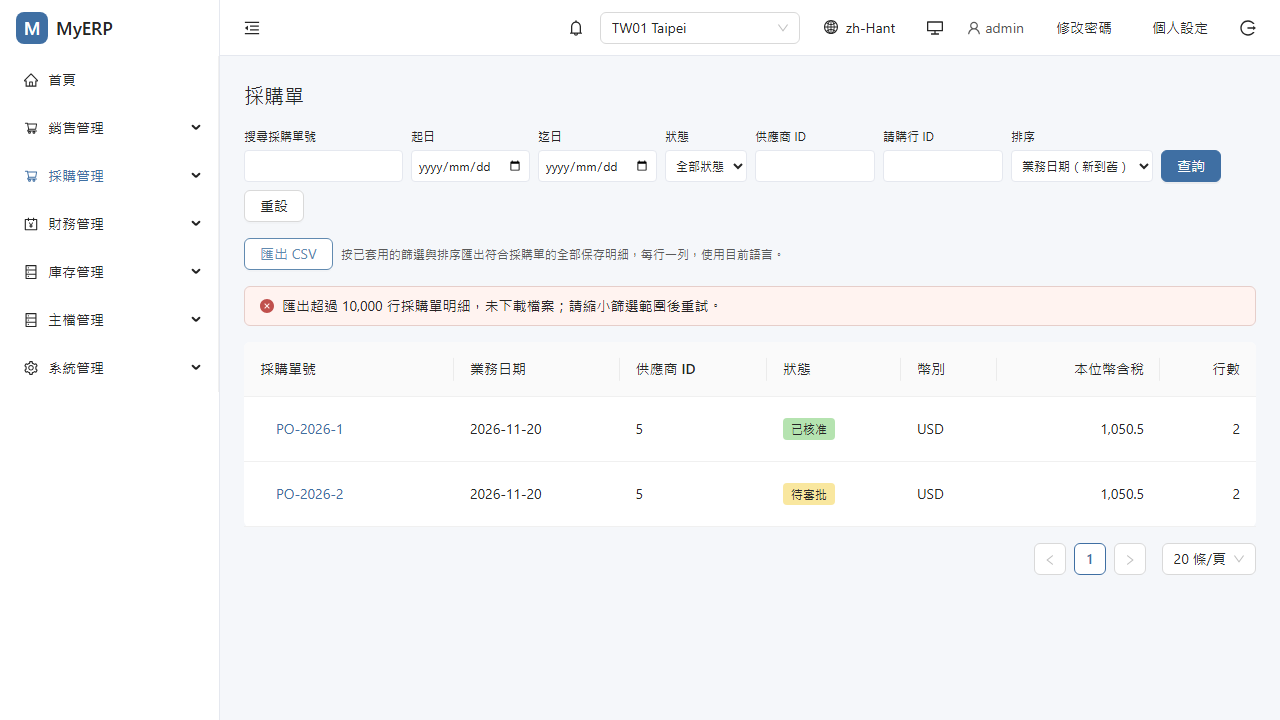 M MyERP
TW01 Taipei
zh-Hant
admin
修改密碼
個人設定
首頁
銷售管理
採購管理
財務管理
庫存管理
主檔管理
系統管理
採購單
搜尋採購單號 起日 迄日 狀態 供應商 ID 請購行 ID 排序
yyyy/mm/dd yyyy/mm/dd 全部狀態 業務日期（新到舊） 查詢
重設
匯出 CSV 按已套用的篩選與排序匯出符合採購單的全部保存明細，每行一列，使用目前語言。
匯出超過 10,000 行採購單明細，未下載檔案；請縮小篩選範圍後重試。
採購單號 業務日期 供應商 ID 狀態 幣別 本位幣含稅 行數
PO-2026-1 2026-11-20 5 已核准 USD 1,050.5 2
PO-2026-2 2026-11-20 5 待審批 USD 1,050.5 2
< 1 > 20 條/頁